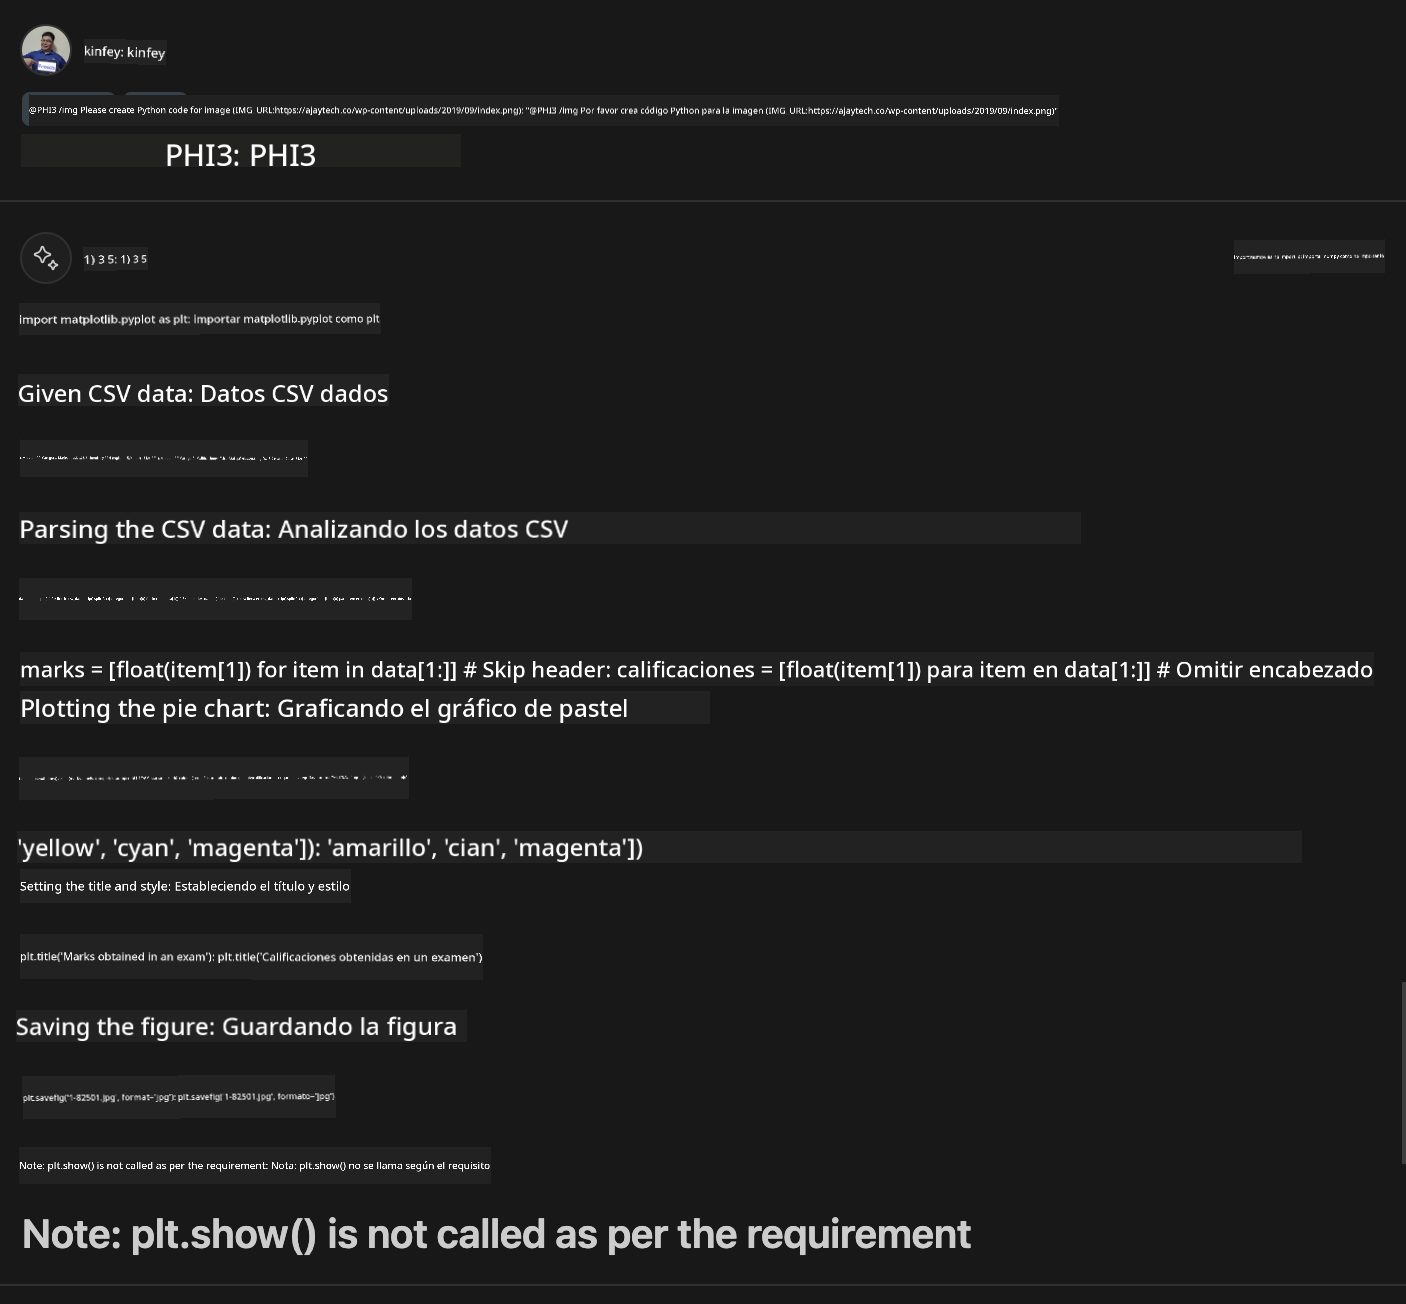 kinfey: kinfey
@PHI3 /img Please create Python code for image (IMG_URL:https://ajaytech.co/wp-content/uploads/2019/09/index.png): "@PHI3 /img Por favor crea código Python para la imagen (IMG_URL:https://ajaytech.co/wp-content/uploads/2019/09/index.png)"
PHI3: PHI3
1) 3 5: 1) 3 5
import matplotlib.pyplot as plt: importar matplotlib.pyplot como plt
Given CSV data: Datos CSV dados
Parsing the CSV data: Analizando los datos CSV
marks = [float(item[1]) for item in data[1:]] # Skip header: calificaciones = [float(item[1]) para item en data[1:]] # Omitir encabezado
Plotting the pie chart: Graficando el gráfico de pastel
'yellow', 'cyan', 'magenta']): 'amarillo', 'cian', 'magenta'])
Setting the title and style: Estableciendo el título y estilo
plt.title('Marks obtained in an exam'): plt.title('Calificaciones obtenidas en un examen')
Saving the figure: Guardando la figura
plt.savefig('1-82501.jpg', format='jpg'): plt.savefig('1-82501.jpg', formato='jpg')
Note: plt.show() is not called as per the requirement: Nota: plt.show() no se llama según el requisito
Note: plt.show() is not called as per the requirement